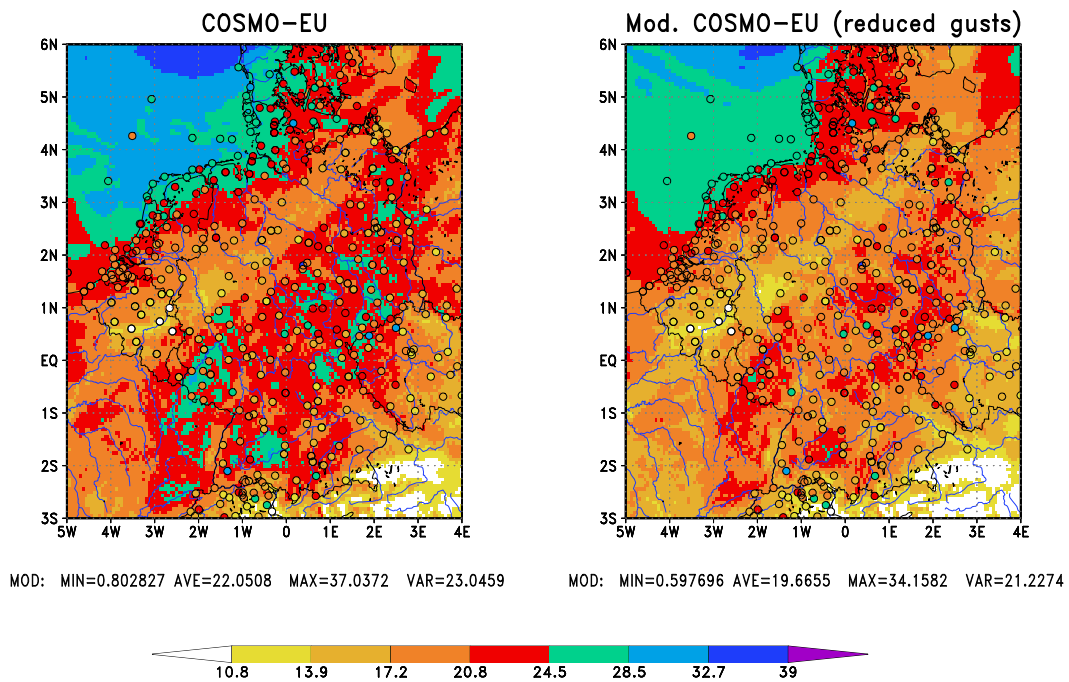 COSMO-EU
Mod. COSMO-EU (reduced gusts)
6N
5N
4N
3N
2N
1N
EQ
1S
2S
3S
5W 4W 3W 2W 1W 0 1E 2E 3E 4E
6N
5N
4N
3N
2N
1N
EQ
1S
2S
3S
5W 4W 3W 2W 1W 0 1E 2E 3E 4E
MOD: MIN=0.802827 AVE=22.0508 MAX=37.0372 VAR=23.0459
MOD: MIN=0.597696 AVE=19.6655 MAX=34.1582 VAR=21.2274
10.8 13.9 17.2 20.8 24.5 28.5 32.7 39